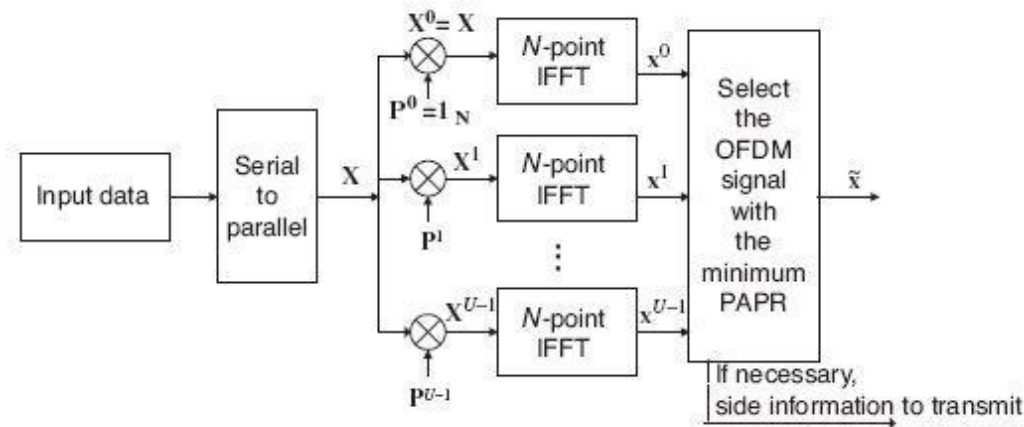 Input data
Serial
to
parallel
X
X⁰= X
P⁰ =1 N
N-point
IFFT
x⁰
X¹
P¹
N-point
IFFT
x¹
⋮
X^{U−1}
P^{U−1}
N-point
IFFT
x^{U−1}
Select
the
OFDM
signal
with
the
minimum
PAPR
x̃
If necessary,
side information to transmit